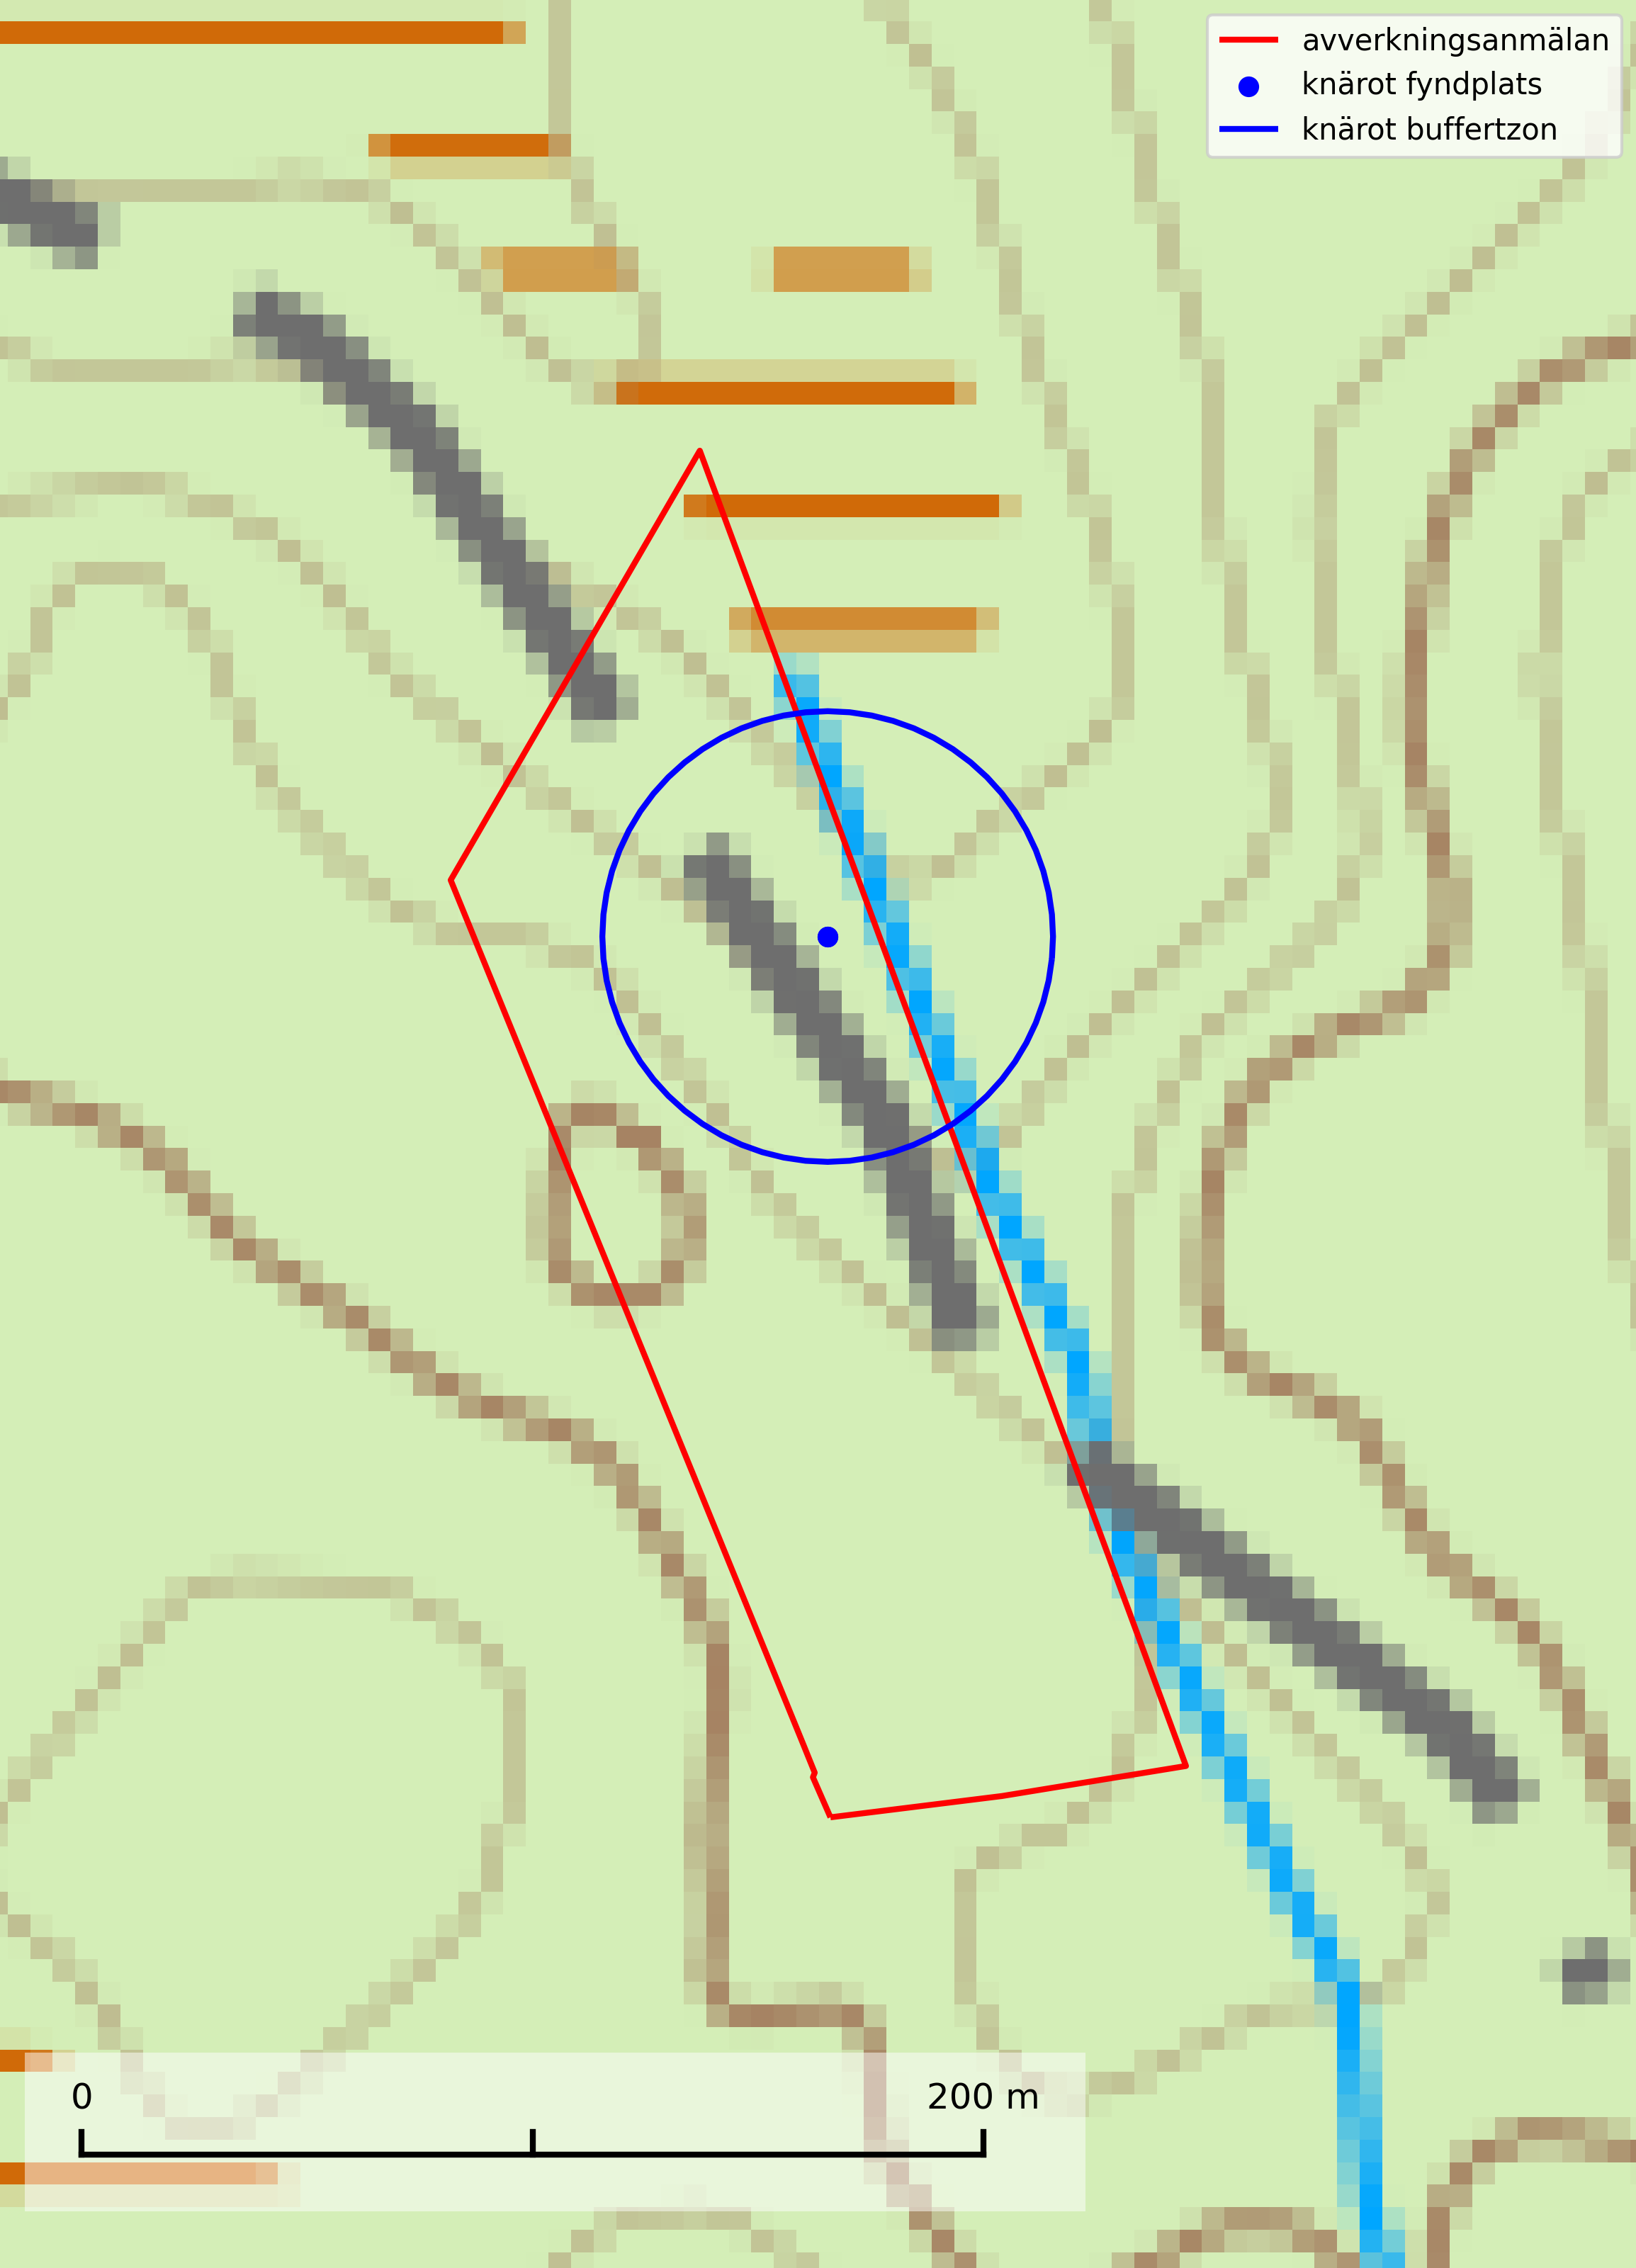 avverkningsanmälan
knärot fyndplats
knärot buffertzon
0 200 m